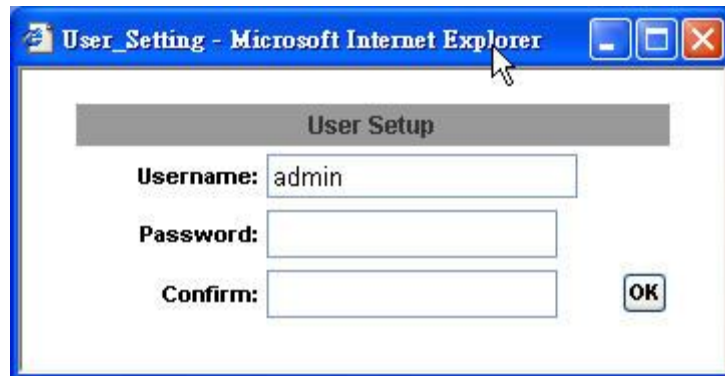 User_Setting - Microsoft Internet Explorer
User Setup
Username: admin
Password:
Confirm:
OK